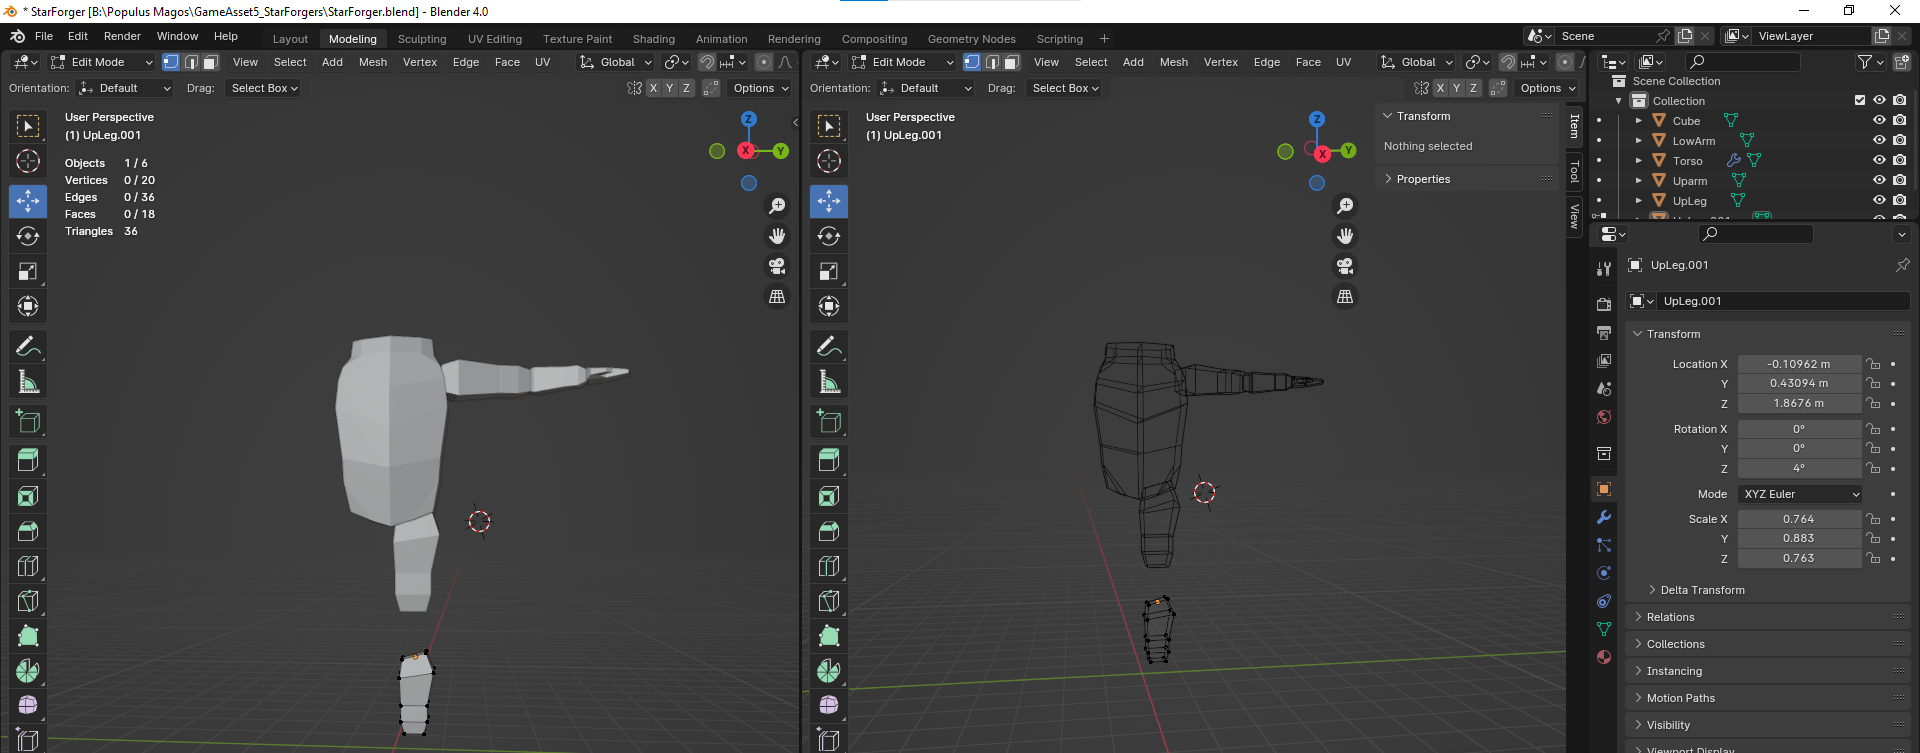 * StarForger [B:\Populus Magos\GameAsset5_StarForgers\StarForger.blend] - Blender 4.0
File Edit Render Window Help Layout Modeling Sculpting UV Editing Texture Paint Shading Animation Rendering Compositing Geometry Nodes Scripting + Scene ViewLayer
Edit Mode View Select Add Mesh Vertex Edge Face UV Global
Orientation: Default Drag: Select Box X Y Z Options
User Perspective
(1) UpLeg.001
Objects 1 / 6
Vertices 0 / 20
Edges 0 / 36
Faces 0 / 18
Triangles 36
Z
X
Y
Edit Mode View Select Add Mesh Vertex Edge Face UV Global
Orientation: Default Drag: Select Box X Y Z Options
User Perspective
(1) UpLeg.001
Z
X
Y
Transform
Nothing selected
Properties
Item
Tool
View
Scene Collection
Collection
Cube
LowArm
Torso
Uparm
UpLeg
UpLeg.001
UpLeg.001
Transform
Location X -0.10962 m
Y 0.43094 m
Z 1.8676 m
Rotation X 0°
Y 0°
Z 4°
Mode XYZ Euler
Scale X 0.764
Y 0.883
Z 0.763
Delta Transform
Relations
Collections
Instancing
Motion Paths
Visibility
Viewport Display